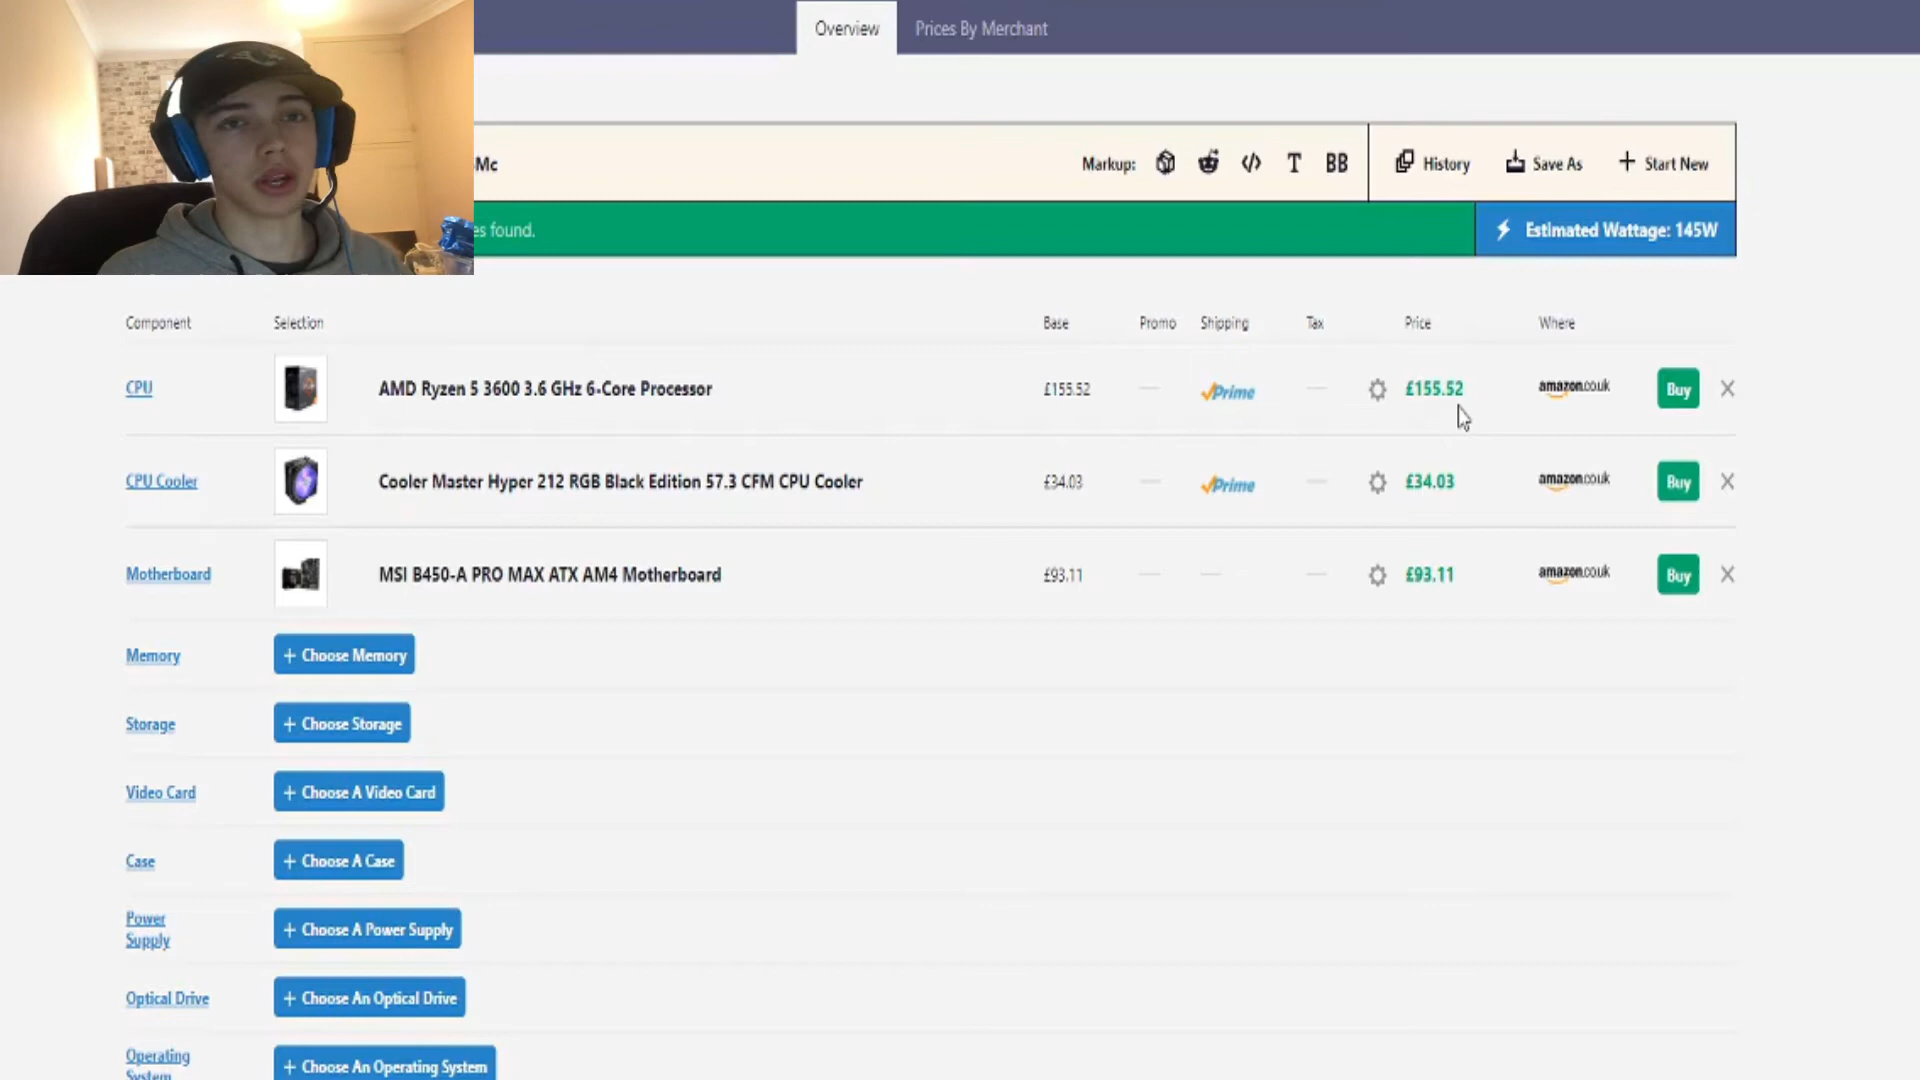 Overview Prices By Merchant
Mc Markup: T BB History Save As + Start New
es found. Estimated Wattage: 145W
Component Selection Base Promo Shipping Tax Price Where
CPU AMD Ryzen 5 3600 3.6 GHz 6-Core Processor £155.52 — Prime — £155.52 amazon.co.uk Buy
CPU Cooler Cooler Master Hyper 212 RGB Black Edition 57.3 CFM CPU Cooler £34.03 — Prime — £34.03 amazon.co.uk Buy
Motherboard MSI B450-A PRO MAX ATX AM4 Motherboard £93.11 — — — £93.11 amazon.co.uk Buy
Memory + Choose Memory
Storage + Choose Storage
Video Card + Choose A Video Card
Case + Choose A Case
Power
Supply + Choose A Power Supply
Optical Drive + Choose An Optical Drive
Operating
System + Choose An Operating System